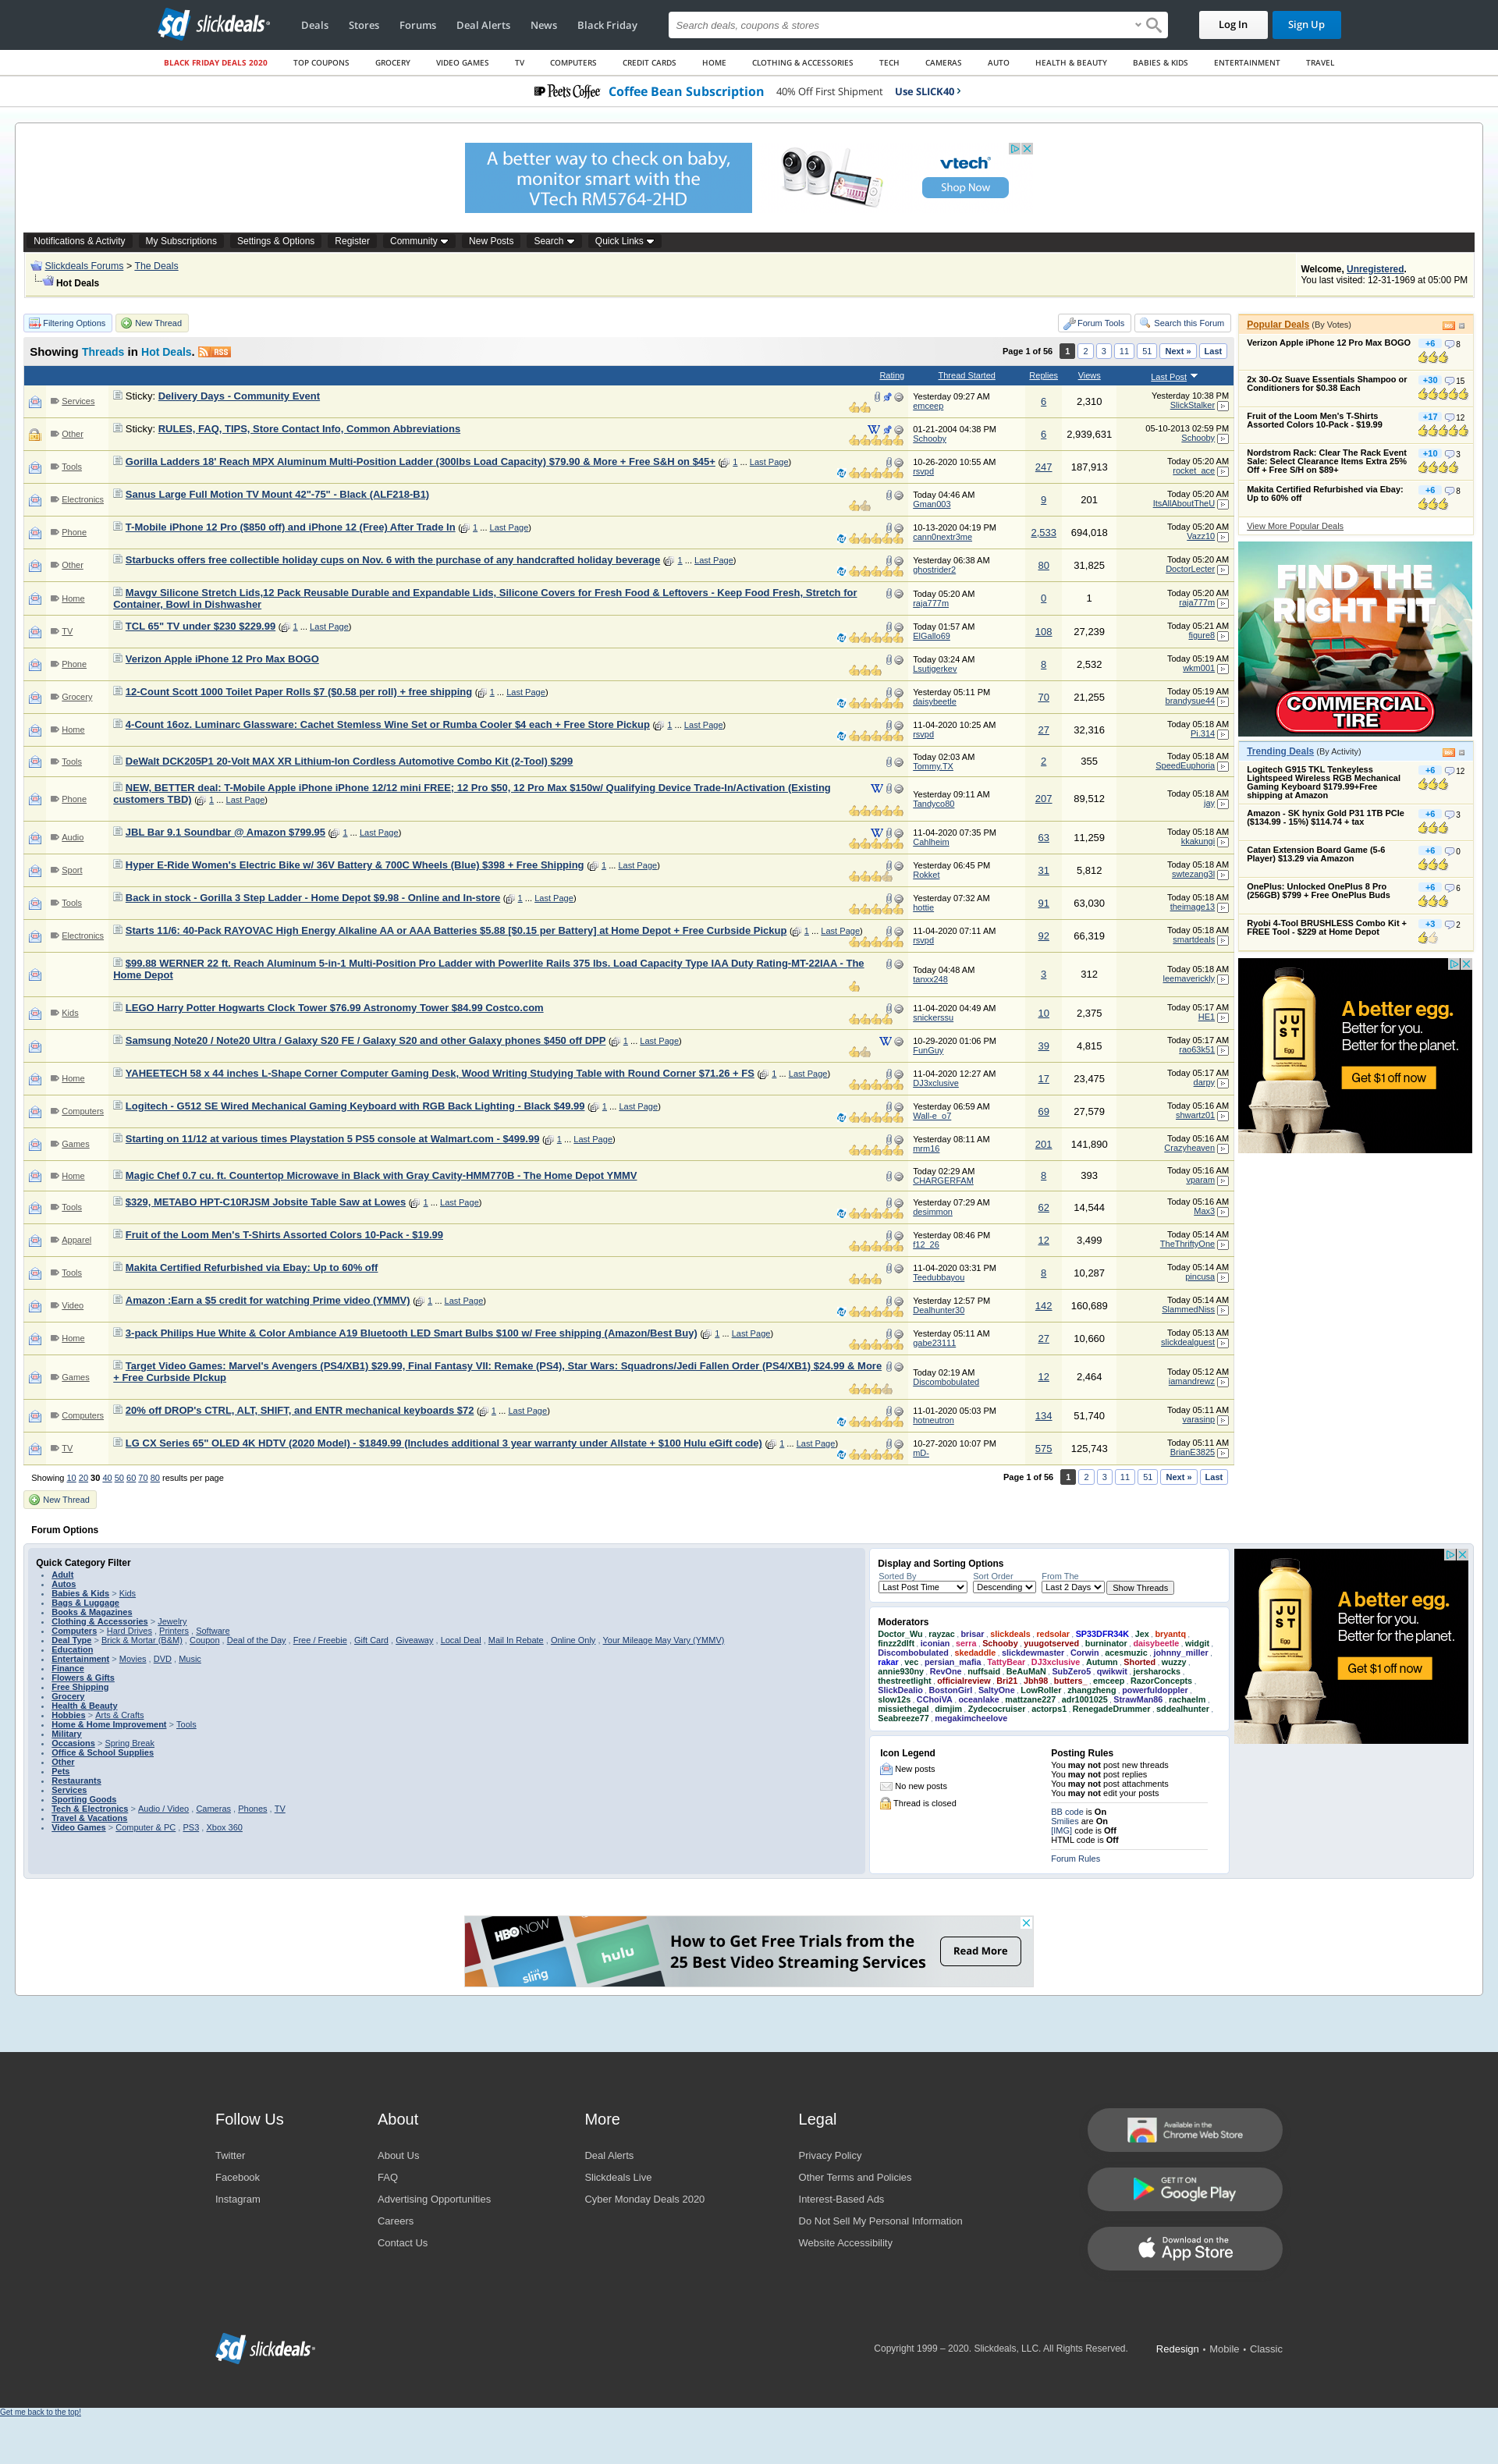 sd slickdeals
Deals Stores Forums Deal Alerts News Black Friday
Search deals, coupons & stores
Log In Sign Up
BLACK FRIDAY DEALS 2020 TOP COUPONS GROCERY VIDEO GAMES TV COMPUTERS CREDIT CARDS HOME CLOTHING & ACCESSORIES TECH CAMERAS AUTO HEALTH & BEAUTY BABIES & KIDS ENTERTAINMENT TRAVEL
Peet's Coffee Coffee Bean Subscription 40% Off First Shipment Use SLICK40 >
A better way to check on baby,
monitor smart with the
VTech RM5764-2HD
vtech
Shop Now
Notifications & Activity My Subscriptions Settings & Options Register Community New Posts Search Quick Links
Slickdeals Forums > The Deals
Hot Deals
Welcome, Unregistered.
You last visited: 12-31-1969 at 05:00 PM
Filtering Options New Thread Forum Tools Search this Forum
Showing Threads in Hot Deals. RSS
Page 1 of 56 1 2 3 11 51 Next » Last
Rating Thread Started Replies Views Last Post
Services Sticky: Delivery Days - Community Event Yesterday 09:27 AM emceep 6 2,310 Yesterday 10:38 PM SlickStalker
Other Sticky: RULES, FAQ, TIPS, Store Contact Info, Common Abbreviations 01-21-2004 04:38 PM Schooby 6 2,939,631 05-10-2013 02:59 PM Schooby
Tools Gorilla Ladders 18' Reach MPX Aluminum Multi-Position Ladder (300lbs Load Capacity) $79.90 & More + Free S&H on $45+ ( 1 ... Last Page) 10-26-2020 10:55 AM rsvpd 247 187,913 Today 05:20 AM rocket_ace
Electronics Sanus Large Full Motion TV Mount 42"-75" - Black (ALF218-B1) Today 04:46 AM Gman003 9 201 Today 05:20 AM ItsAllAboutTheU
Phone T-Mobile iPhone 12 Pro ($850 off) and iPhone 12 (Free) After Trade In ( 1 ... Last Page) 10-13-2020 04:19 PM cann0nextr3me 2,533 694,018 Today 05:20 AM Vazz10
Other Starbucks offers free collectible holiday cups on Nov. 6 with the purchase of any handcrafted holiday beverage ( 1 ... Last Page) Yesterday 06:38 AM ghostrider2 80 31,825 Today 05:20 AM DoctorLecter
Home Mavgv Silicone Stretch Lids,12 Pack Reusable Durable and Expandable Lids, Silicone Covers for Fresh Food & Leftovers - Keep Food Fresh, Stretch for
Container, Bowl in Dishwasher Today 05:20 AM raja777m 0 1 Today 05:20 AM raja777m
TV TCL 65" TV under $230 $229.99 ( 1 ... Last Page) Today 01:57 AM ElGallo69 108 27,239 Today 05:21 AM figure8
Phone Verizon Apple iPhone 12 Pro Max BOGO Today 03:24 AM Lsutigerkev 8 2,532 Today 05:19 AM wkm001
Grocery 12-Count Scott 1000 Toilet Paper Rolls $7 ($0.58 per roll) + free shipping ( 1 ... Last Page) Yesterday 05:11 PM daisybeetle 70 21,255 Today 05:19 AM brandysue44
Home 4-Count 16oz. Luminarc Glassware: Cachet Stemless Wine Set or Rumba Cooler $4 each + Free Store Pickup ( 1 ... Last Page) 11-04-2020 10:25 AM rsvpd 27 32,316 Today 05:18 AM Pi.314
Tools DeWalt DCK205P1 20-Volt MAX XR Lithium-Ion Cordless Automotive Combo Kit (2-Tool) $299 Today 02:03 AM Tommy.TX 2 355 Today 05:18 AM SpeedEuphoria
Phone NEW, BETTER deal: T-Mobile Apple iPhone iPhone 12/12 mini FREE; 12 Pro $50, 12 Pro Max $150w/ Qualifying Device Trade-In/Activation (Existing
customers TBD) ( 1 ... Last Page) Yesterday 09:11 AM Tandyco80 207 89,512 Today 05:18 AM jay
Audio JBL Bar 9.1 Soundbar @ Amazon $799.95 ( 1 ... Last Page) 11-04-2020 07:35 PM Cahlheim 63 11,259 Today 05:18 AM kkakungi
Sport Hyper E-Ride Women's Electric Bike w/ 36V Battery & 700C Wheels (Blue) $398 + Free Shipping ( 1 ... Last Page) Yesterday 06:45 PM Rokket 31 5,812 Today 05:18 AM swtezang3l
Tools Back in stock - Gorilla 3 Step Ladder - Home Depot $9.98 - Online and In-store ( 1 ... Last Page) Yesterday 07:32 AM hottie 91 63,030 Today 05:18 AM theimage13
Electronics Starts 11/6: 40-Pack RAYOVAC High Energy Alkaline AA or AAA Batteries $5.88 [$0.15 per Battery] at Home Depot + Free Curbside Pickup ( 1 ... Last Page) 11-04-2020 07:11 AM rsvpd 92 66,319 Today 05:18 AM smartdeals
$99.88 WERNER 22 ft. Reach Aluminum 5-in-1 Multi-Position Pro Ladder with Powerlite Rails 375 lbs. Load Capacity Type IAA Duty Rating-MT-22IAA - The
Home Depot Today 04:48 AM tanxx248 3 312 Today 05:18 AM leemaverickly
Kids LEGO Harry Potter Hogwarts Clock Tower $76.99 Astronomy Tower $84.99 Costco.com 11-04-2020 04:49 AM snickerssu 10 2,375 Today 05:17 AM HE1
Samsung Note20 / Note20 Ultra / Galaxy S20 FE / Galaxy S20 and other Galaxy phones $450 off DPP ( 1 ... Last Page) 10-29-2020 01:06 PM FunGuy 39 4,815 Today 05:17 AM rao63k51
Home YAHEETECH 58 x 44 inches L-Shape Corner Computer Gaming Desk, Wood Writing Studying Table with Round Corner $71.26 + FS ( 1 ... Last Page) 11-04-2020 12:27 AM DJ3xclusive 17 23,475 Today 05:17 AM darpy
Computers Logitech - G512 SE Wired Mechanical Gaming Keyboard with RGB Back Lighting - Black $49.99 ( 1 ... Last Page) Yesterday 06:59 AM Wall-e_o7 69 27,579 Today 05:16 AM shwartz01
Games Starting on 11/12 at various times Playstation 5 PS5 console at Walmart.com - $499.99 ( 1 ... Last Page) Yesterday 08:11 AM mrm16 201 141,890 Today 05:16 AM Crazyheaven
Home Magic Chef 0.7 cu. ft. Countertop Microwave in Black with Gray Cavity-HMM770B - The Home Depot YMMV Today 02:29 AM CHARGERFAM 8 393 Today 05:16 AM vparam
Tools $329, METABO HPT-C10RJSM Jobsite Table Saw at Lowes ( 1 ... Last Page) Yesterday 07:29 AM desimmon 62 14,544 Today 05:16 AM Max3
Apparel Fruit of the Loom Men's T-Shirts Assorted Colors 10-Pack - $19.99 Yesterday 08:46 PM f12_26 12 3,499 Today 05:14 AM TheThriftyOne
Tools Makita Certified Refurbished via Ebay: Up to 60% off 11-04-2020 03:31 PM Teedubbayou 8 10,287 Today 05:14 AM pincusa
Video Amazon :Earn a $5 credit for watching Prime video (YMMV) ( 1 ... Last Page) Yesterday 12:57 PM Dealhunter30 142 160,689 Today 05:14 AM SlammedNiss
Home 3-pack Philips Hue White & Color Ambiance A19 Bluetooth LED Smart Bulbs $100 w/ Free shipping (Amazon/Best Buy) ( 1 ... Last Page) Yesterday 05:11 AM gabe23111 27 10,660 Today 05:13 AM slickdealguest
Games Target Video Games: Marvel's Avengers (PS4/XB1) $29.99, Final Fantasy VII: Remake (PS4), Star Wars: Squadrons/Jedi Fallen Order (PS4/XB1) $24.99 & More
+ Free Curbside PIckup Today 02:19 AM Discombobulated 12 2,464 Today 05:12 AM iamandrewz
Computers 20% off DROP's CTRL, ALT, SHIFT, and ENTR mechanical keyboards $72 ( 1 ... Last Page) 11-01-2020 05:03 PM hotneutron 134 51,740 Today 05:11 AM varasinp
TV LG CX Series 65" OLED 4K HDTV (2020 Model) - $1849.99 (Includes additional 3 year warranty under Allstate + $100 Hulu eGift code) ( 1 ... Last Page) 10-27-2020 10:07 PM mD- 575 125,743 Today 05:11 AM BrianE3825
Showing 10 20 30 40 50 60 70 80 results per page
Page 1 of 56 1 2 3 11 51 Next » Last
New Thread
Popular Deals (By Votes)
Verizon Apple iPhone 12 Pro Max BOGO +6 8
2x 30-Oz Suave Essentials Shampoo or
Conditioners for $0.38 Each +30 15
Fruit of the Loom Men's T-Shirts
Assorted Colors 10-Pack - $19.99 +17 12
Nordstrom Rack: Clear The Rack Event
Sale: Select Clearance Items Extra 25%
Off + Free S/H on $89+ +10 3
Makita Certified Refurbished via Ebay:
Up to 60% off +6 8
View More Popular Deals
FIND THE
RIGHT FIT
COMMERCIAL
TIRE
Trending Deals (By Activity)
Logitech G915 TKL Tenkeyless
Lightspeed Wireless RGB Mechanical
Gaming Keyboard $179.99+Free
shipping at Amazon +6 12
Amazon - SK hynix Gold P31 1TB PCIe
($134.99 - 15%) $114.74 + tax +6 3
Catan Extension Board Game (5-6
Player) $13.29 via Amazon +6 0
OnePlus: Unlocked OnePlus 8 Pro
(256GB) $799 + Free OnePlus Buds +6 6
Ryobi 4-Tool BRUSHLESS Combo Kit +
FREE Tool - $229 at Home Depot +3 2
JUST
Egg
A better egg.
Better for you.
Better for the planet.
Get $1 off now
Forum Options
Quick Category Filter
Adult
Autos
Babies & Kids > Kids
Bags & Luggage
Books & Magazines
Clothing & Accessories > Jewelry
Computers > Hard Drives , Printers , Software
Deal Type > Brick & Mortar (B&M) , Coupon , Deal of the Day , Free / Freebie , Gift Card , Giveaway , Local Deal , Mail In Rebate , Online Only , Your Mileage May Vary (YMMV)
Education
Entertainment > Movies , DVD , Music
Finance
Flowers & Gifts
Free Shipping
Grocery
Health & Beauty
Hobbies > Arts & Crafts
Home & Home Improvement > Tools
Military
Occasions > Spring Break
Office & School Supplies
Other
Pets
Restaurants
Services
Sporting Goods
Tech & Electronics > Audio / Video , Cameras , Phones , TV
Travel & Vacations
Video Games > Computer & PC , PS3 , Xbox 360
Display and Sorting Options
Sorted By Sort Order From The
Last Post Time Descending Last 2 Days Show Threads
Moderators
Doctor_Wu , rayzac , brisar , slickdeals , redsolar , SP33DFR34K , Jex , bryantq ,
finzz2dlft , iconian , serra , Schooby , yuugotserved , burninator , daisybeetle , widgit ,
Discombobulated , skedaddle , slickdewmaster , Corwin , acesmuzic , johnny_miller ,
rakar , vec , persian_mafia , TattyBear , DJ3xclusive , Autumn , Shorted , wuzzy ,
annie930ny , RevOne , nuffsaid , BeAuMaN , SubZero5 , qwikwit , jersharocks ,
thestreetlight , officialreview , Bri21 , Jbh98 , butters_ , emceep , RazorConcepts ,
SlickDealio , BostonGirl , SaltyOne , LowRoller , zhangzheng , powerfuldoppler ,
slow12s , CChoiVA , oceanlake , mattzane227 , adr1001025 , StrawMan86 , rachaelm ,
missiethegal , dimjim , Zydecocruiser , actorps1 , RenegadeDrummer , sddealhunter ,
Seabreeze77 , megakimcheelove
Icon Legend
New posts
No new posts
Thread is closed
Posting Rules
You may not post new threads
You may not post replies
You may not post attachments
You may not edit your posts
BB code is On
Smilies are On
[IMG] code is Off
HTML code is Off
Forum Rules
JUST
Egg
A better egg.
Better for you.
Better for the planet.
Get $1 off now
HBO NOW
hulu
sling
How to Get Free Trials from the
25 Best Video Streaming Services
Read More
Follow Us
Twitter
Facebook
Instagram
About
About Us
FAQ
Advertising Opportunities
Careers
Contact Us
More
Deal Alerts
Slickdeals Live
Cyber Monday Deals 2020
Legal
Privacy Policy
Other Terms and Policies
Interest-Based Ads
Do Not Sell My Personal Information
Website Accessibility
Available in the
Chrome Web Store
GET IT ON
Google Play
Download on the
App Store
sd slickdeals
Copyright 1999 – 2020. Slickdeals, LLC. All Rights Reserved. Redesign • Mobile • Classic
Get me back to the top!